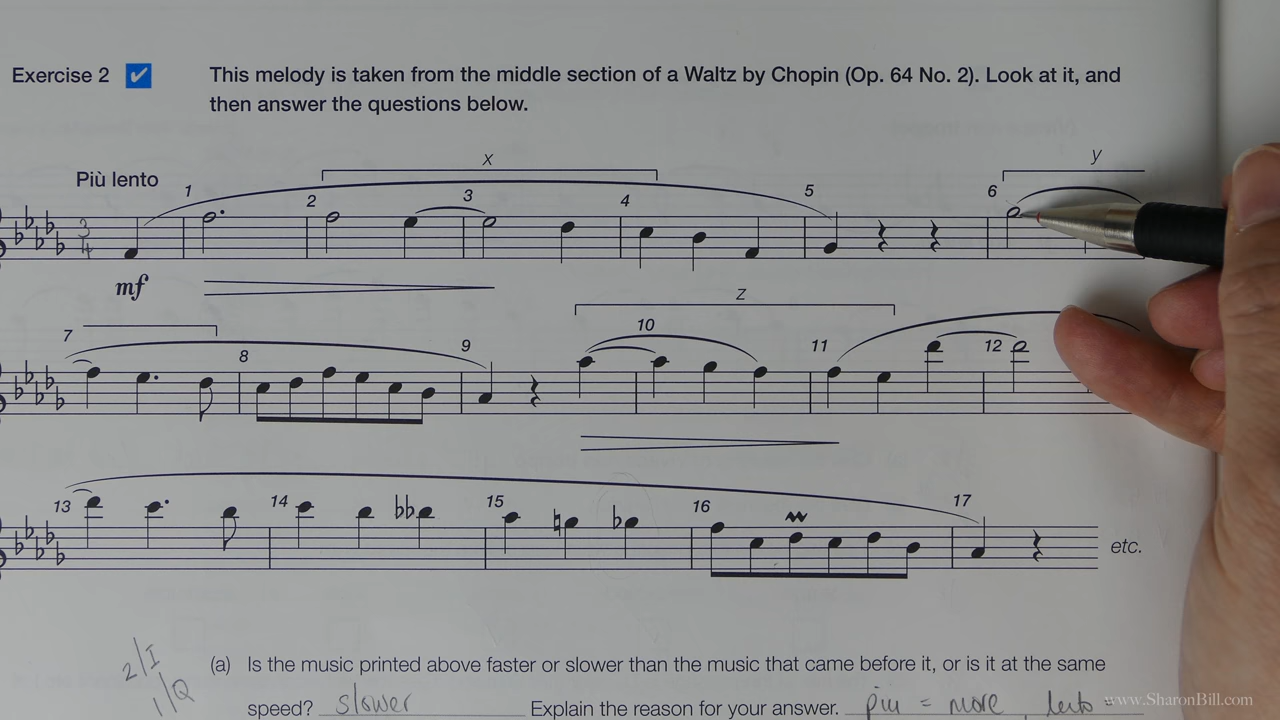 Exercise 2 This melody is taken from the middle section of a Waltz by Chopin (Op. 64 No. 2). Look at it, and
then answer the questions below.
x
y
Più lento
1 2 3 4 5 6
3
4
mf
z
7 8 9 10 11 12
13 14 15 16 17
etc.
2/I
1/Q
(a) Is the music printed above faster or slower than the music that came before it, or is it at the same
speed? slower Explain the reason for your answer. più = more, lento =
www.SharonBill.com